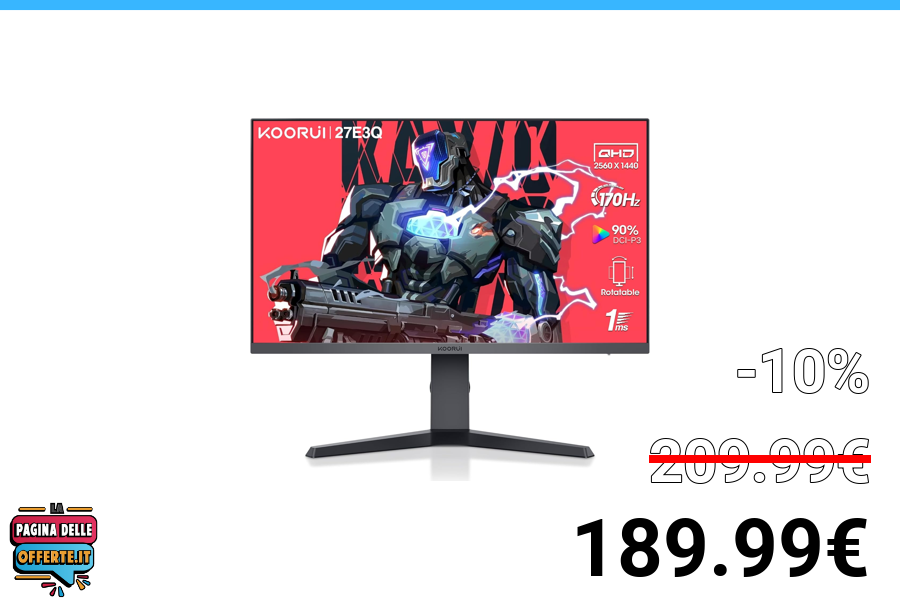 KOORUI 27E3Q
QHD
2560 X 1440
170Hz
90%
DCI-P3
Rotatable
1ms
KOORUI
-10%
209.99€
189.99€
LA
PAGINA DELLE
OFFERTE.IT